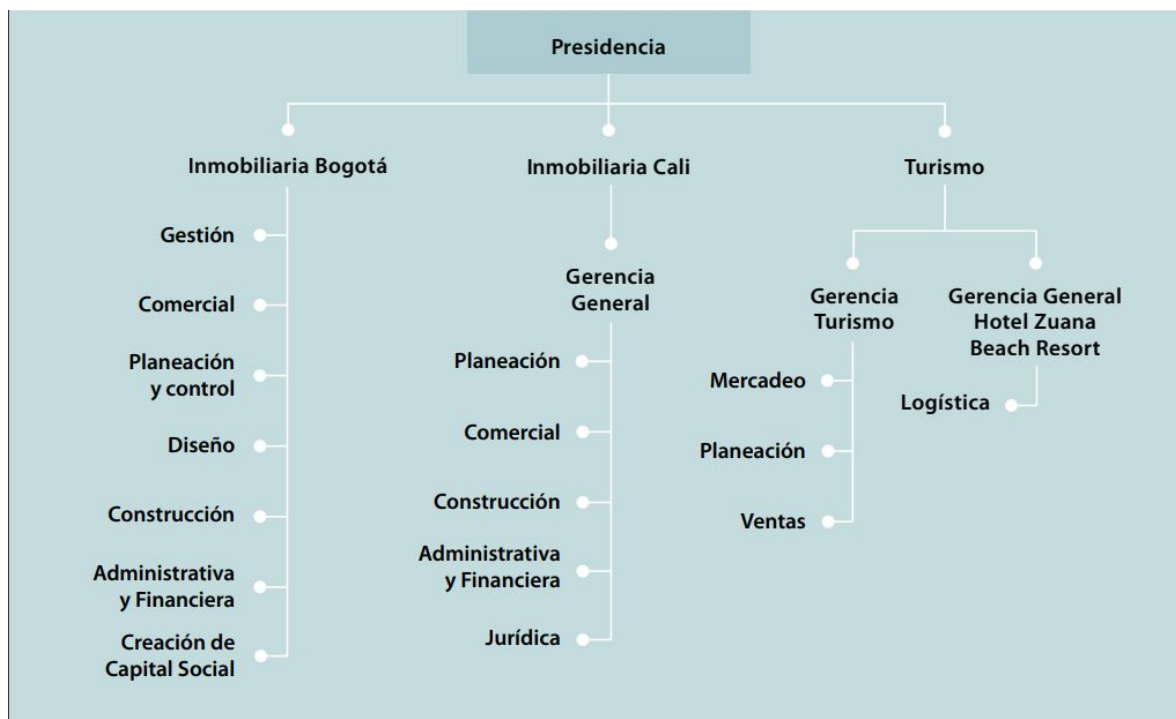 Presidencia
Inmobiliaria Bogotá
Gestión
Comercial
Planeación
y control
Diseño
Construcción
Administrativa
y Financiera
Creación de
Capital Social
Inmobiliaria Cali
Gerencia
General
Planeación
Comercial
Construcción
Administrativa
y Financiera
Jurídica
Turismo
Gerencia
Turismo
Mercadeo
Planeación
Ventas
Gerencia General
Hotel Zuana
Beach Resort
Logística